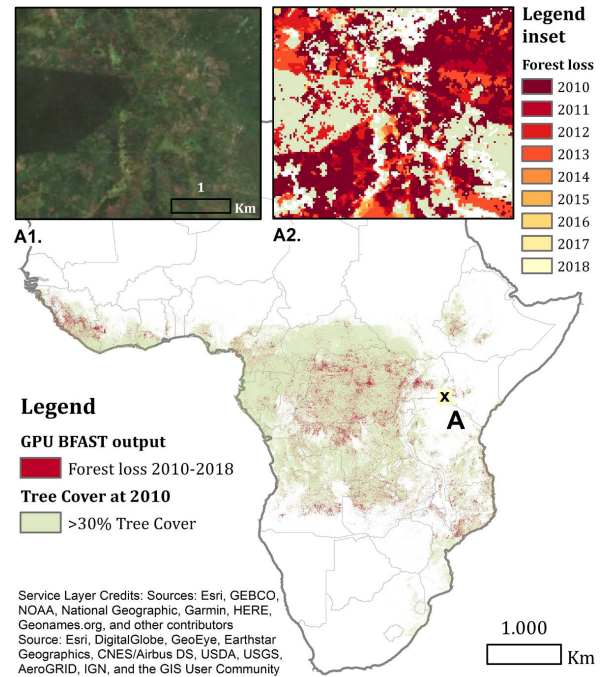 1
Km
A1.
A2.
Legend
inset
Forest loss
2010
2011
2012
2013
2014
2015
2016
2017
2018
x
A
Legend
GPU BFAST output
Forest loss 2010-2018
Tree Cover at 2010
>30% Tree Cover
Service Layer Credits: Sources: Esri, GEBCO,
NOAA, National Geographic, Garmin, HERE,
Geonames.org, and other contributors
Source: Esri, DigitalGlobe, GeoEye, Earthstar
Geographics, CNES/Airbus DS, USDA, USGS,
AeroGRID, IGN, and the GIS User Community
1.000
Km